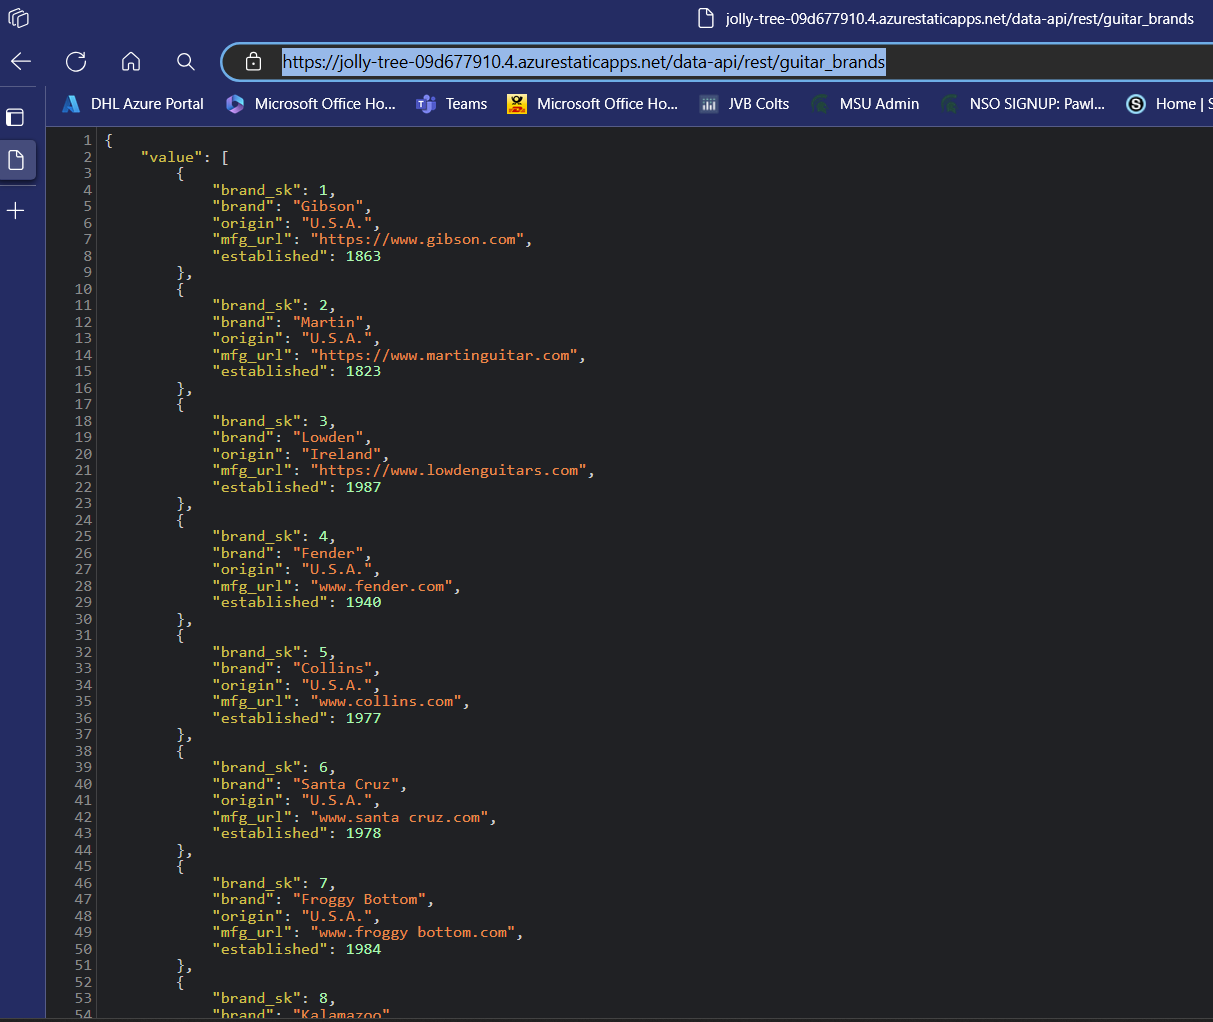 jolly-tree-09d677910.4.azurestaticapps.net/data-api/rest/guitar_brands
https://jolly-tree-09d677910.4.azurestaticapps.net/data-api/rest/guitar_brands
DHL Azure Portal Microsoft Office Ho... Teams Microsoft Office Ho... JVB Colts MSU Admin NSO SIGNUP: Pawl... S Home | S
1 {
2 "value": [
3 {
4 "brand_sk": 1,
5 "brand": "Gibson",
6 "origin": "U.S.A.",
7 "mfg_url": "https://www.gibson.com",
8 "established": 1863
9 },
10 {
11 "brand_sk": 2,
12 "brand": "Martin",
13 "origin": "U.S.A.",
14 "mfg_url": "https://www.martinguitar.com",
15 "established": 1823
16 },
17 {
18 "brand_sk": 3,
19 "brand": "Lowden",
20 "origin": "Ireland",
21 "mfg_url": "https://www.lowdenguitars.com",
22 "established": 1987
23 },
24 {
25 "brand_sk": 4,
26 "brand": "Fender",
27 "origin": "U.S.A.",
28 "mfg_url": "www.fender.com",
29 "established": 1940
30 },
31 {
32 "brand_sk": 5,
33 "brand": "Collins",
34 "origin": "U.S.A.",
35 "mfg_url": "www.collins.com",
36 "established": 1977
37 },
38 {
39 "brand_sk": 6,
40 "brand": "Santa Cruz",
41 "origin": "U.S.A.",
42 "mfg_url": "www.santa cruz.com",
43 "established": 1978
44 },
45 {
46 "brand_sk": 7,
47 "brand": "Froggy Bottom",
48 "origin": "U.S.A.",
49 "mfg_url": "www.froggy bottom.com",
50 "established": 1984
51 },
52 {
53 "brand_sk": 8,
54 "brand": "Kalamazoo"